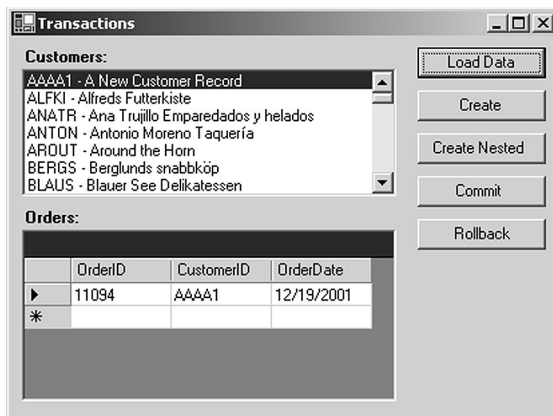 Transactions
Customers:
AAAA1 - A New Customer Record
ALFKI - Alfreds Futterkiste
ANATR - Ana Trujillo Emparedados y helados
ANTON - Antonio Moreno Taquería
AROUT - Around the Horn
BERGS - Berglunds snabbköp
BLAUS - Blauer See Delikatessen
Load Data
Create
Create Nested
Commit
Rollback
Orders:
OrderID CustomerID OrderDate
11094 AAAA1 12/19/2001